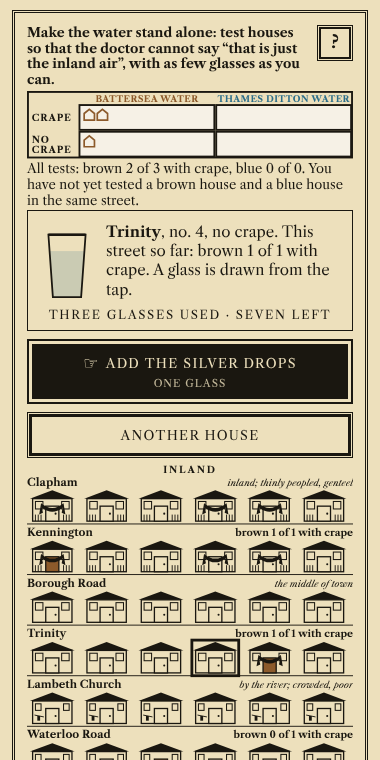 Make the water stand alone: test houses
so that the doctor cannot say “that is just
the inland air”, with as few glasses as you
can.
?
BATTERSEA WATER THAMES DITTON WATER
CRAPE
NO
CRAPE
All tests: brown 2 of 3 with crape, blue 0 of 0. You
have not yet tested a brown house and a blue house
in the same street.
Trinity, no. 4, no crape. This
street so far: brown 1 of 1 with
crape. A glass is drawn from the
tap.
THREE GLASSES USED · SEVEN LEFT
☞ ADD THE SILVER DROPS
ONE GLASS
ANOTHER HOUSE
INLAND
Clapham inland; thinly peopled, genteel
Kennington brown 1 of 1 with crape
Borough Road the middle of town
Trinity brown 1 of 1 with crape
Lambeth Church by the river; crowded, poor
Waterloo Road brown 0 of 1 with crape